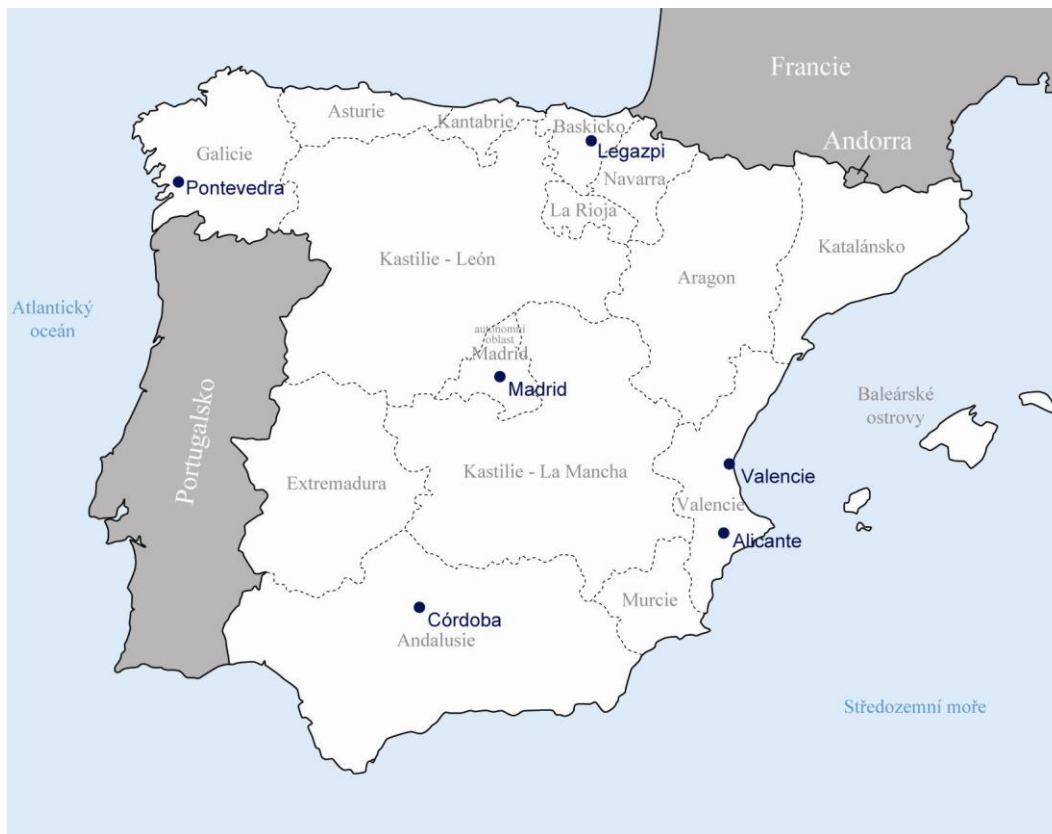 Francie
Andorra
Asturie
Kantabrie
Baskicko
Legazpi
Galicie
Navarra
Pontevedra
La Rioja
Katalánsko
Kastilie - León
Aragon
Atlantický
oceán
autonomní
oblast
Madrid
Madrid
Baleárské
ostrovy
Portugalsko
Kastilie - La Mancha
Valencie
Extremadura
Valencie
Alicante
Murcie
Córdoba
Andalusie
Středozemní moře